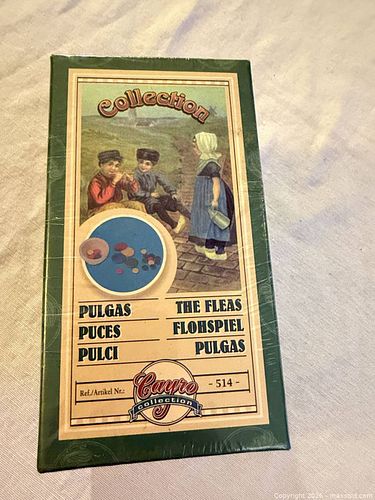 Collection
PULGAS THE FLEAS
PUCES FLOHSPIEL
PULCI PULGAS
Ref./Artikel Nr.: Cayro - 514 -
collection
Copyright 2026 - maxsold.com